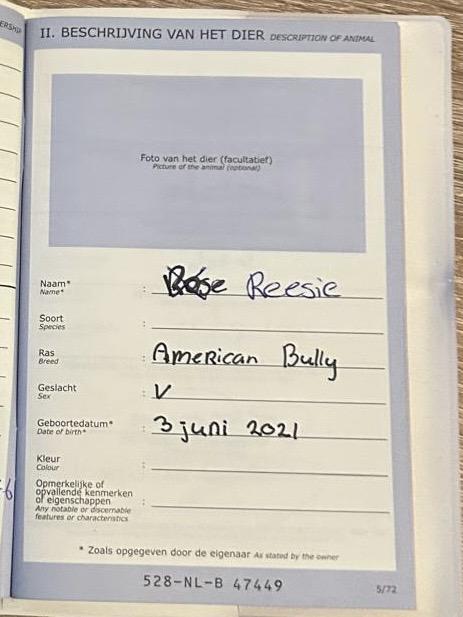 ERSHIP
II. BESCHRIJVING VAN HET DIER DESCRIPTION OF ANIMAL
Foto van het dier (facultatief)
Picture of the animal (optional)
Naam* : Reesie
Name*
Soort :
Species
Ras : American Bully
Breed
Geslacht : V
Sex
Geboortedatum* : 3 juni 2021
Date of birth*
Kleur :
Colour
Opmerkelijke of
opvallende kenmerken
of eigenschappen :
Any notable or discernable
features or characteristics
* Zoals opgegeven door de eigenaar As stated by the owner
528-NL-B 47449
5/72